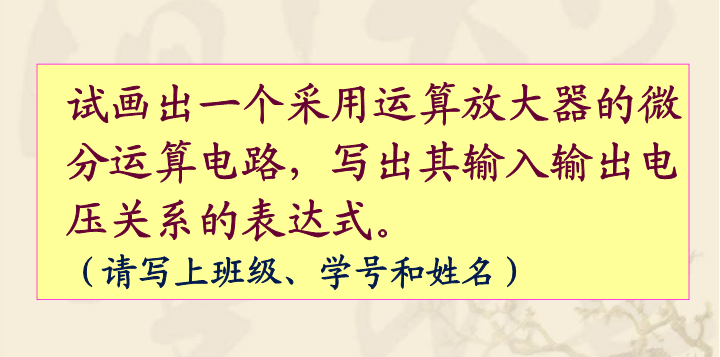 试画出一个采用运算放大器的微
分运算电路，写出其输入输出电
压关系的表达式。
（请写上班级、学号和姓名）